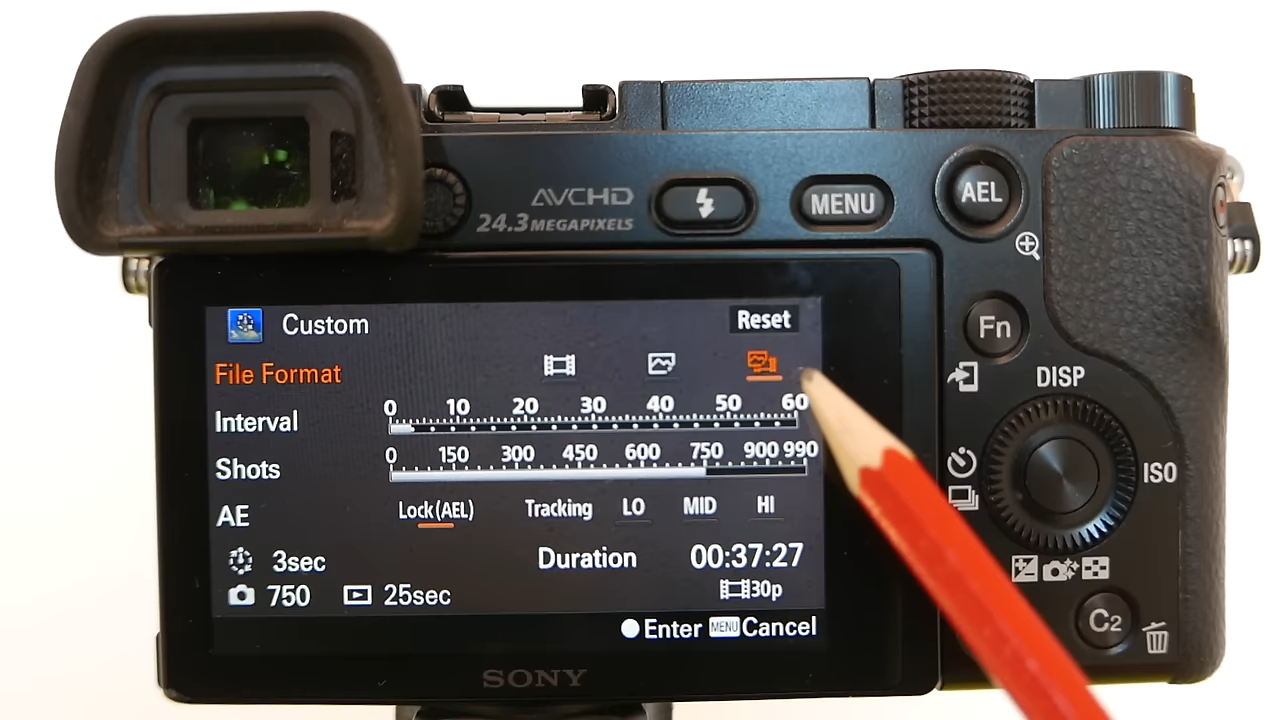 AVCHD
MENU
AEL
24.3 MEGAPIXELS
Fn
DISP
ISO
C2
Custom
Reset
File Format
Interval
0 10 20 30 40 50 60
Shots
0 150 300 450 600 750 900 990
AE
Lock(AEL) Tracking LO MID HI
3sec
Duration 00:37:27
750 25sec
30p
Enter MENU Cancel
SONY